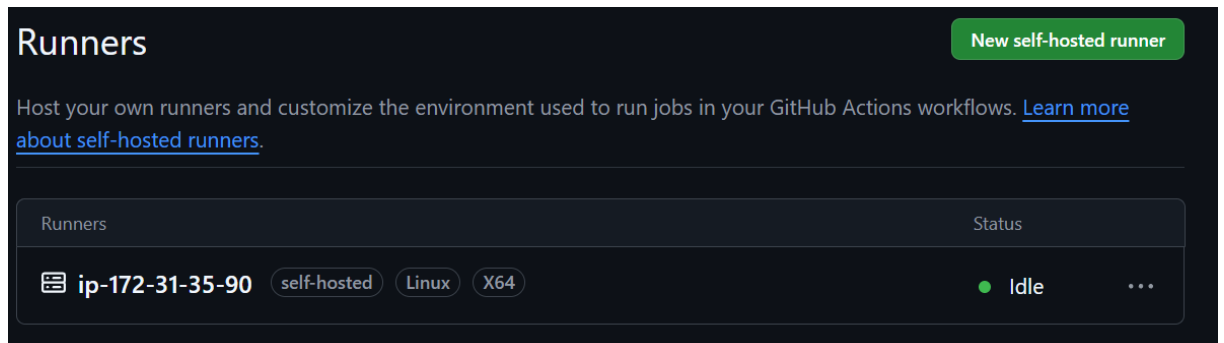 Runners
New self-hosted runner
Host your own runners and customize the environment used to run jobs in your GitHub Actions workflows. Learn more
about self-hosted runners.
Runners Status
ip-172-31-35-90 self-hosted Linux X64 Idle